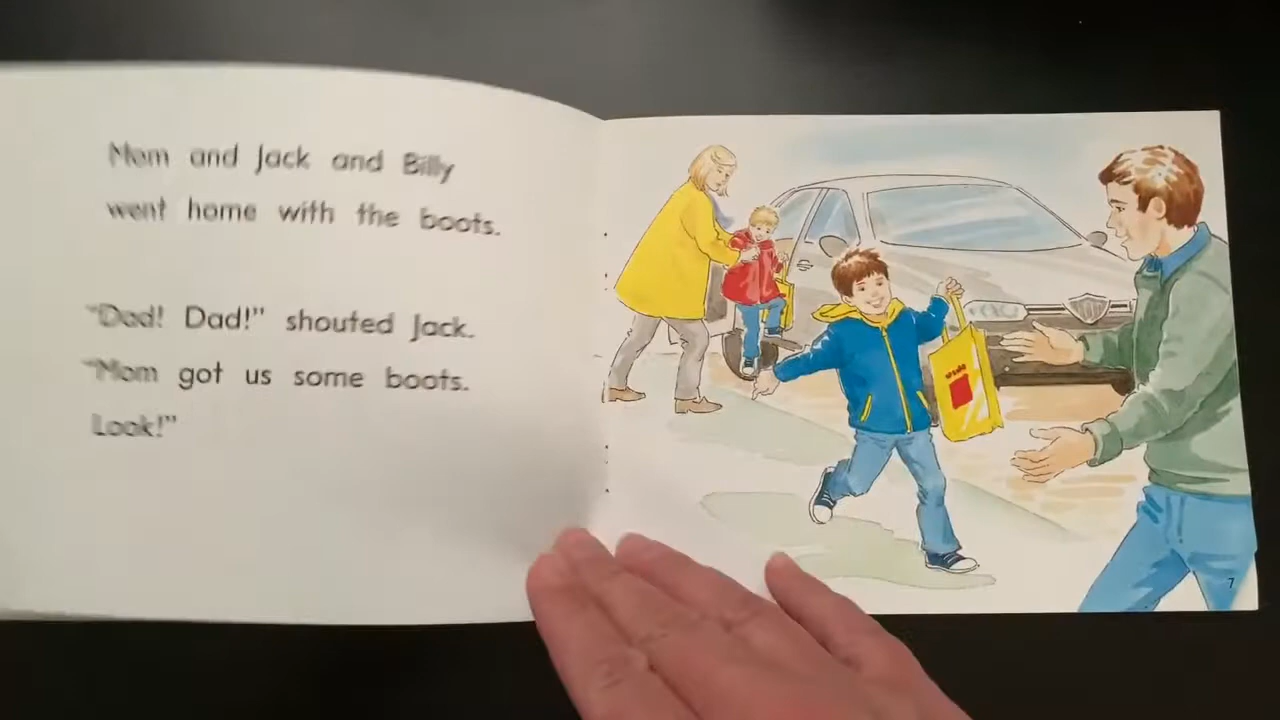 Mom and Jack and Billy
went home with the boots.
"Dad! Dad!" shouted Jack.
"Mom got us some boots.
Look!"
7